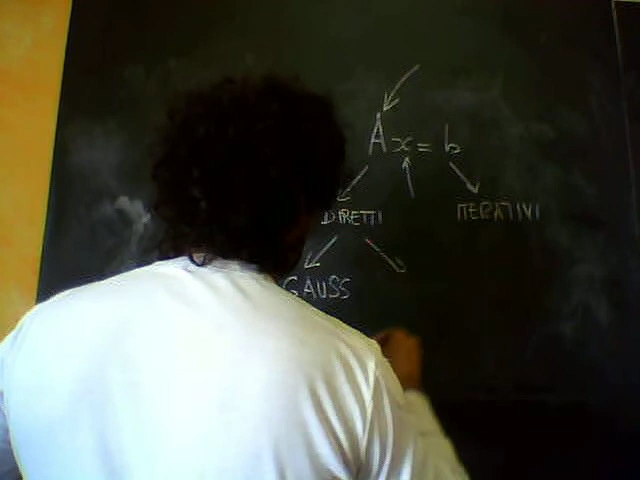 Ax = b
DIRETTI ITERATIVI
GAUSS